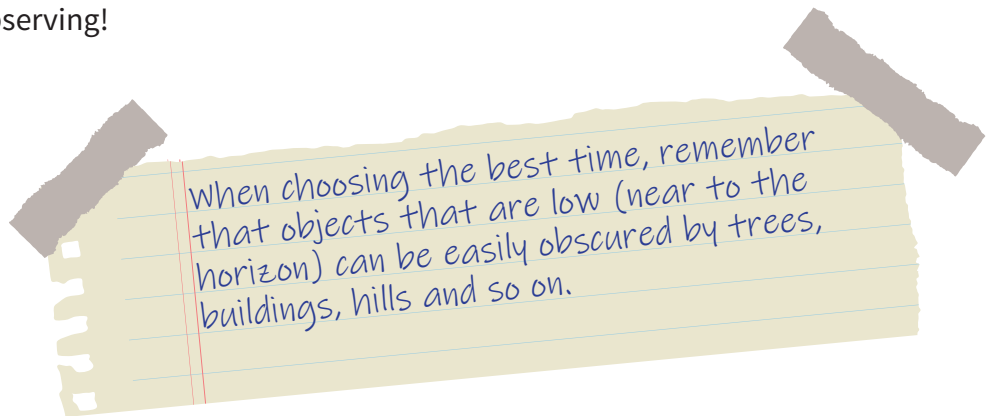 serving!
When choosing the best time, remember
that objects that are low (near to the
horizon) can be easily obscured by trees,
buildings, hills and so on.